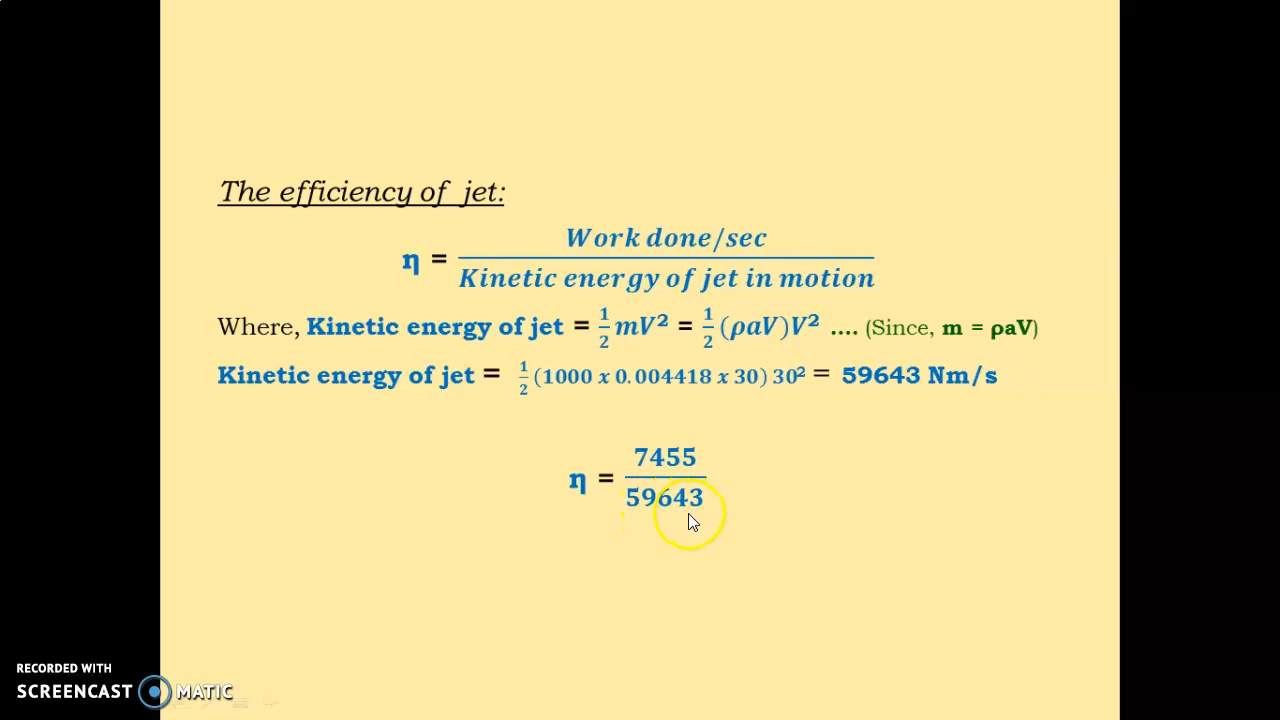 The efficiency of jet:
η = Work done/sec / Kinetic energy of jet in motion
Where, Kinetic energy of jet = 1/2 mV² = 1/2 (ρaV)V² .... (Since, m = ρaV)
Kinetic energy of jet = 1/2 (1000 x 0.004418 x 30) 30² = 59643 Nm/s
η = 7455 / 59643
RECORDED WITH
SCREENCAST MATIC